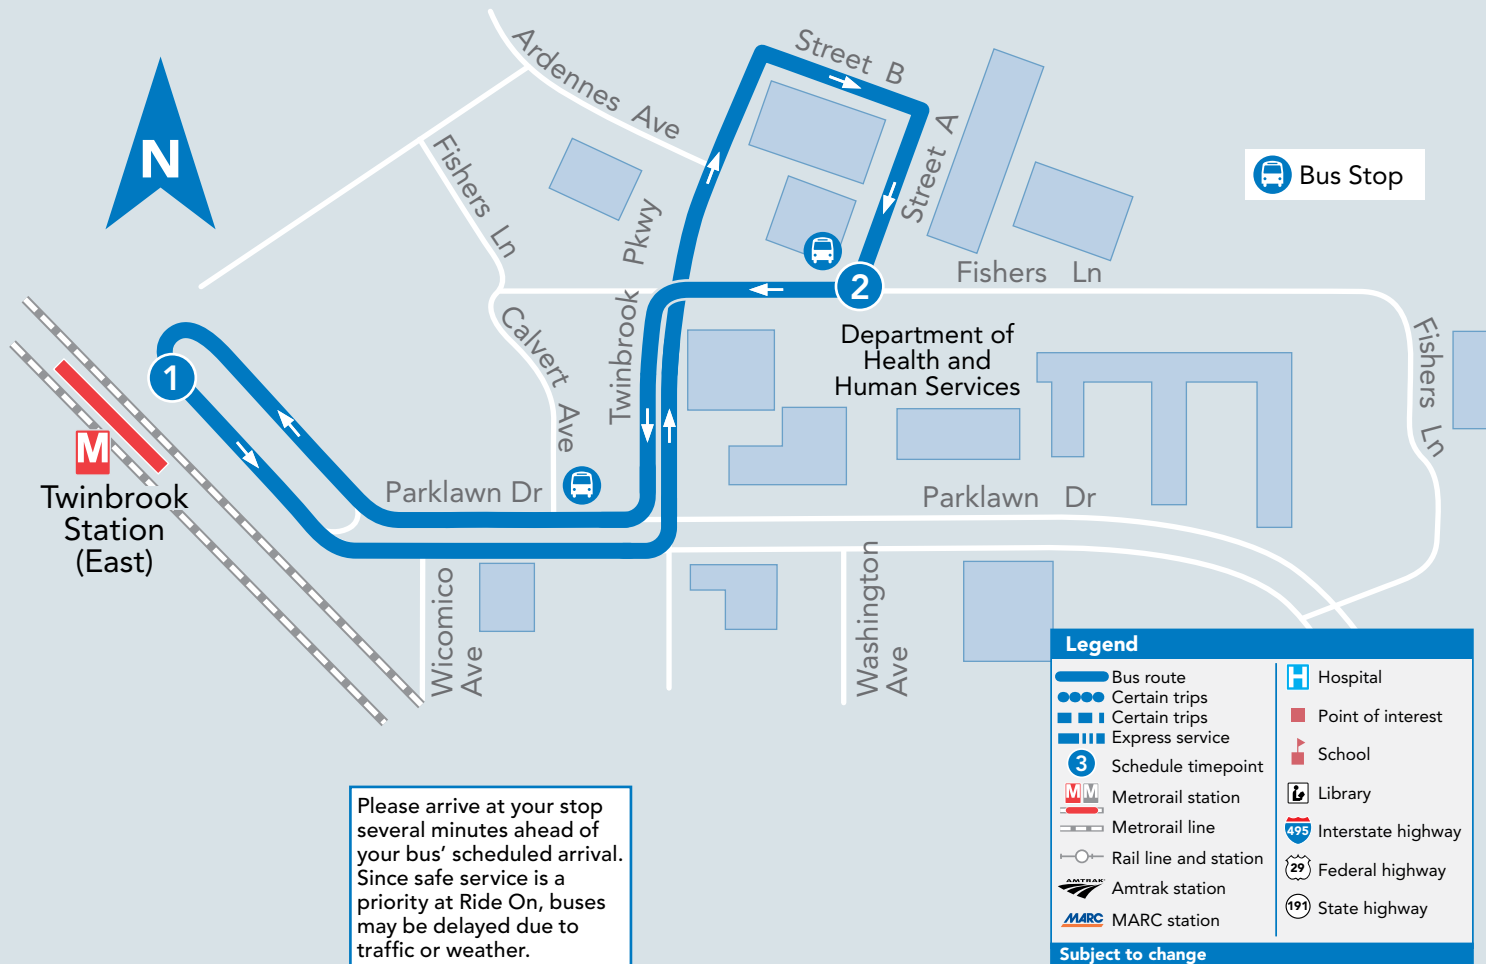 Ardennes Ave
Street B
Street A
N
Fishers Ln
Twinbrook Pkwy
Bus Stop
Fishers Ln
2
Department of
Health and
Human Services
Calvert Ave
Fishers Ln
1
M
Twinbrook
Station
(East)
Parklawn Dr
Parklawn Dr
Wicomico
Ave
Washington
Ave
Please arrive at your stop
several minutes ahead of
your bus’ scheduled arrival.
Since safe service is a
priority at Ride On, buses
may be delayed due to
traffic or weather.
Legend
Bus route
Certain trips
Certain trips
Express service
3 Schedule timepoint
MM Metrorail station
Metrorail line
Rail line and station
AMTRAK Amtrak station
MARC MARC station
H Hospital
Point of interest
School
Library
495 Interstate highway
29 Federal highway
191 State highway
Subject to change